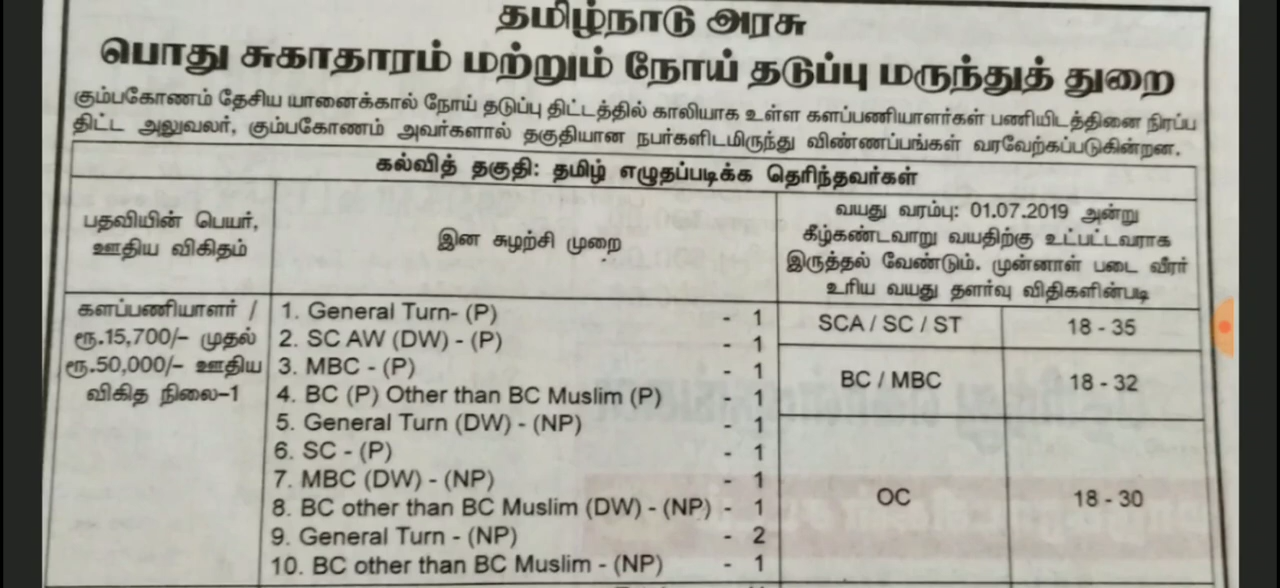 தமிழ்நாடு அரசு
பொது சுகாதாரம் மற்றும் நோய் தடுப்பு மருந்துத் துறை
கும்பகோணம் தேசிய யானைக்கால் நோய் தடுப்பு திட்டத்தில் காலியாக உள்ள களப்பணியாளர்கள் பணியிடத்தினை நிரப்ப
திட்ட அலுவலர், கும்பகோணம் அவர்களால் தகுதியான நபர்களிடமிருந்து விண்ணப்பங்கள் வரவேற்கப்படுகின்றன.
கல்வித் தகுதி: தமிழ் எழுதப்படிக்க தெரிந்தவர்கள்
பதவியின் பெயர்,
ஊதிய விகிதம்
இன சுழற்சி முறை
வயது வரம்பு: 01.07.2019 அன்று
கீழ்கண்டவாறு வயதிற்கு உட்பட்டவராக
இருத்தல் வேண்டும். முன்னாள் படை வீரர்
உரிய வயது தளர்வு விதிகளின்படி
களப்பணியாளர் /
ரூ.15,700/- முதல்
ரூ.50,000/- ஊதிய
விகித நிலை-1
1. General Turn- (P) - 1
2. SC AW (DW) - (P) - 1
3. MBC - (P) - 1
4. BC (P) Other than BC Muslim (P) - 1
5. General Turn (DW) - (NP) - 1
6. SC - (P) - 1
7. MBC (DW) - (NP) - 1
8. BC other than BC Muslim (DW) - (NP) - 1
9. General Turn - (NP) - 2
10. BC other than BC Muslim - (NP) - 1
SCA / SC / ST 18 - 35
BC / MBC 18 - 32
OC 18 - 30